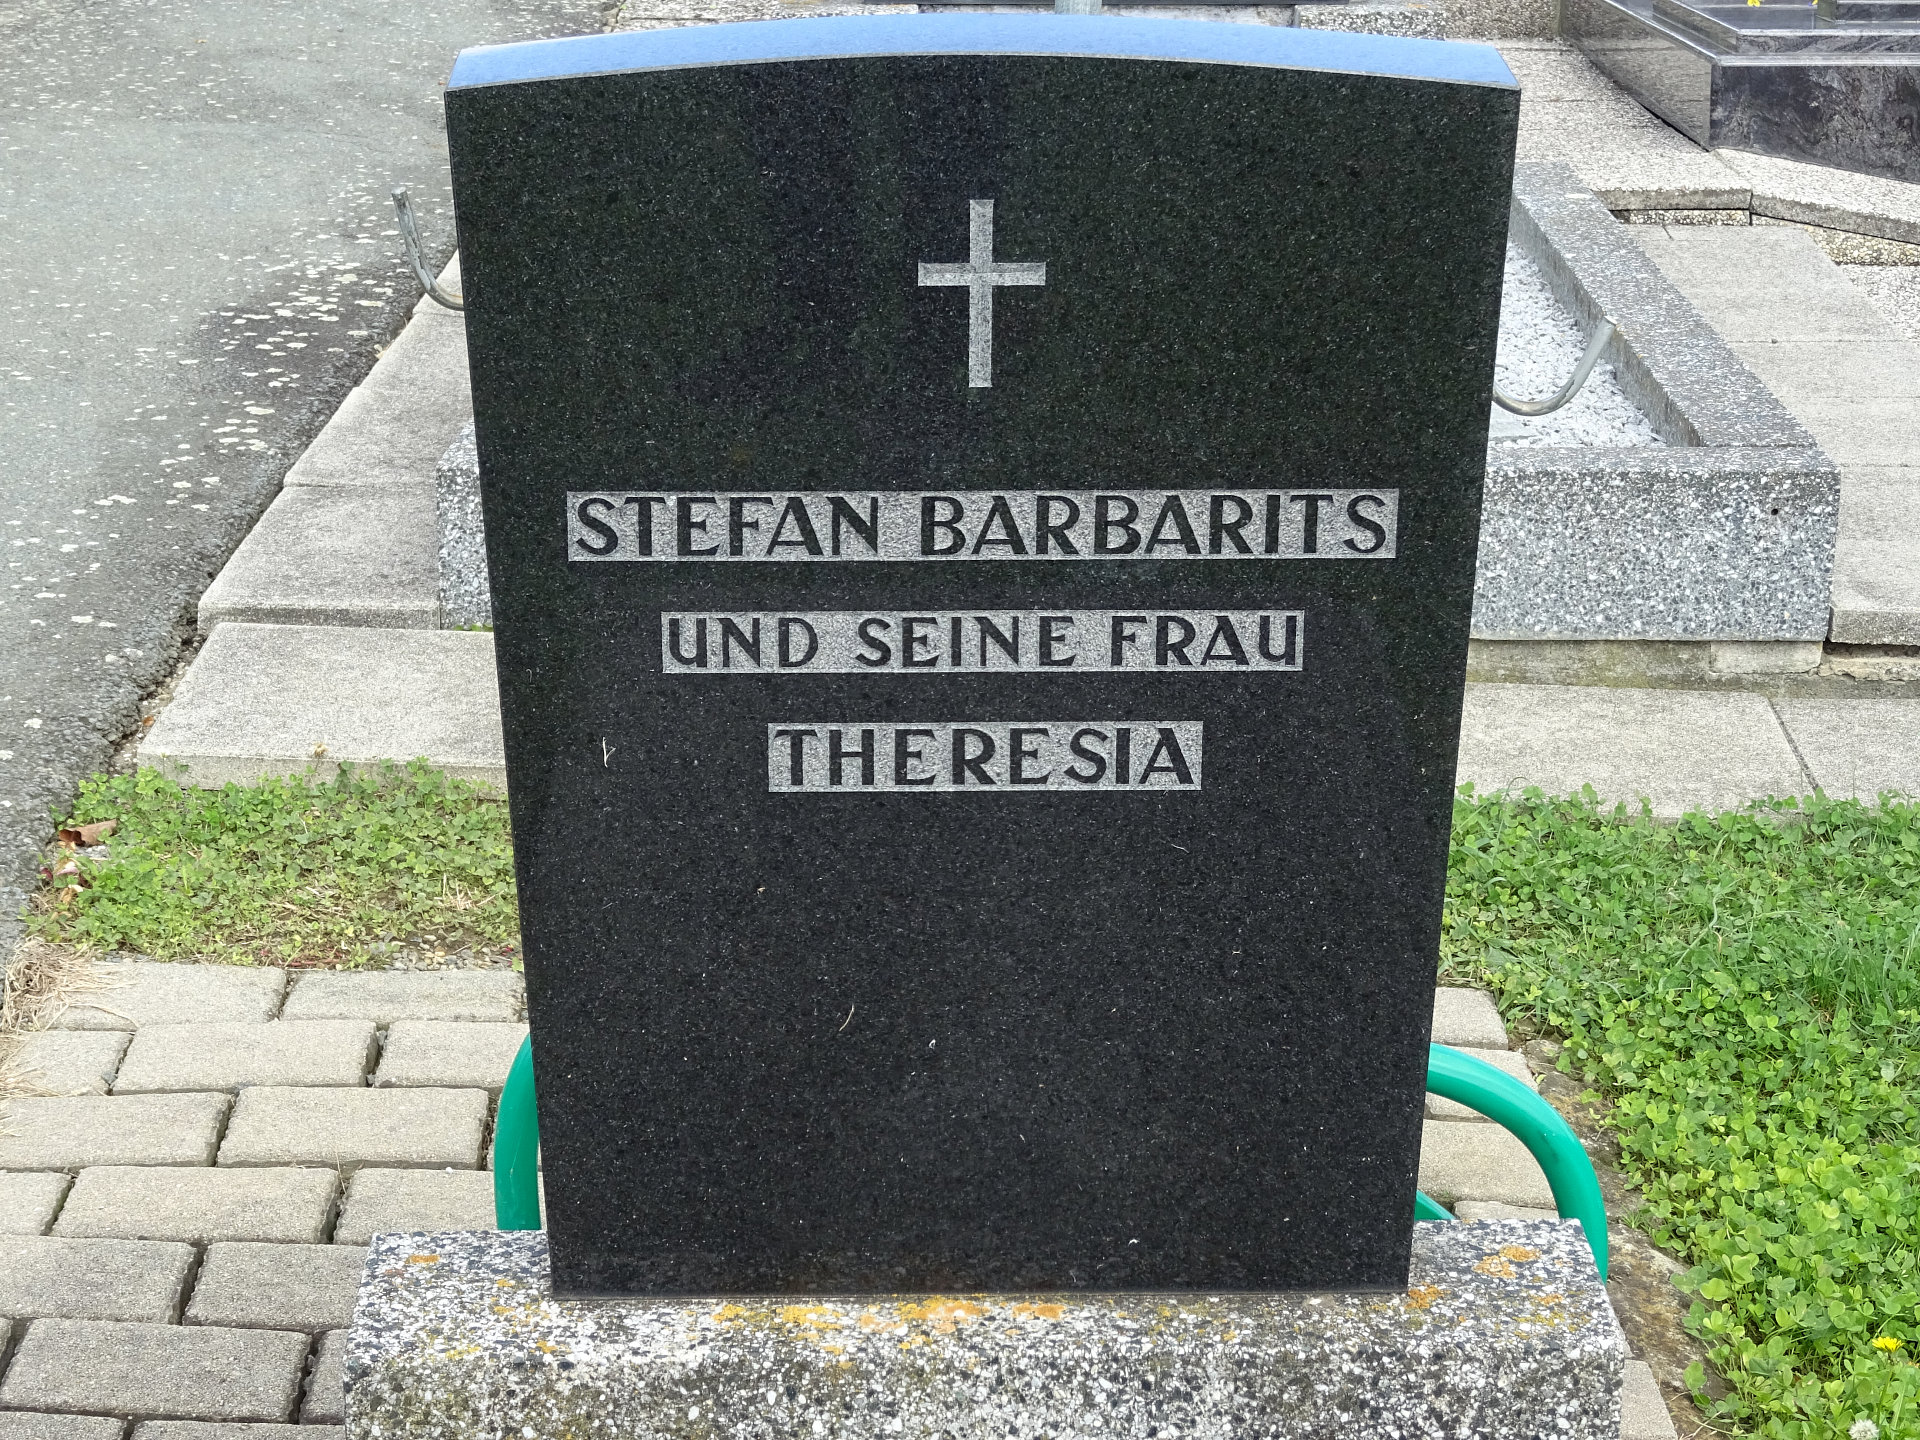 STEFAN BARBARITS
UND SEINE FRAU
THERESIA